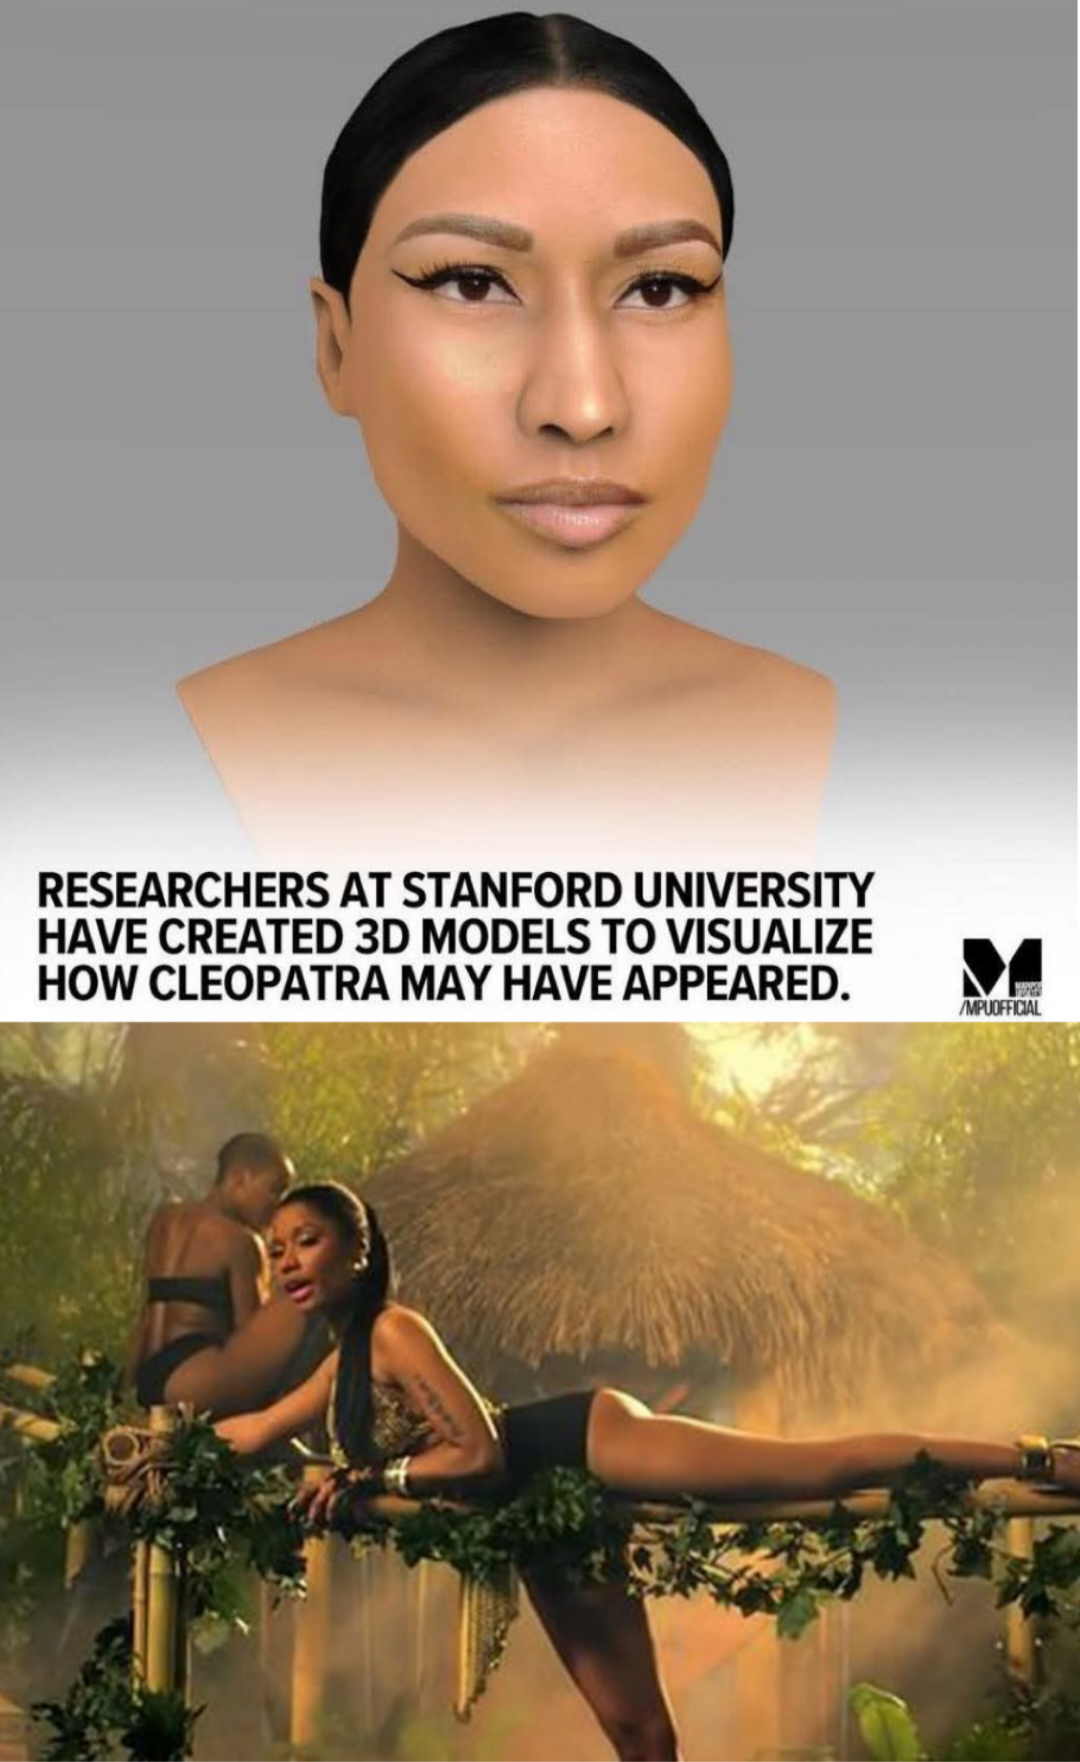 RESEARCHERS AT STANFORD UNIVERSITY
HAVE CREATED 3D MODELS TO VISUALIZE
HOW CLEOPATRA MAY HAVE APPEARED.
/MPUOFFICIAL